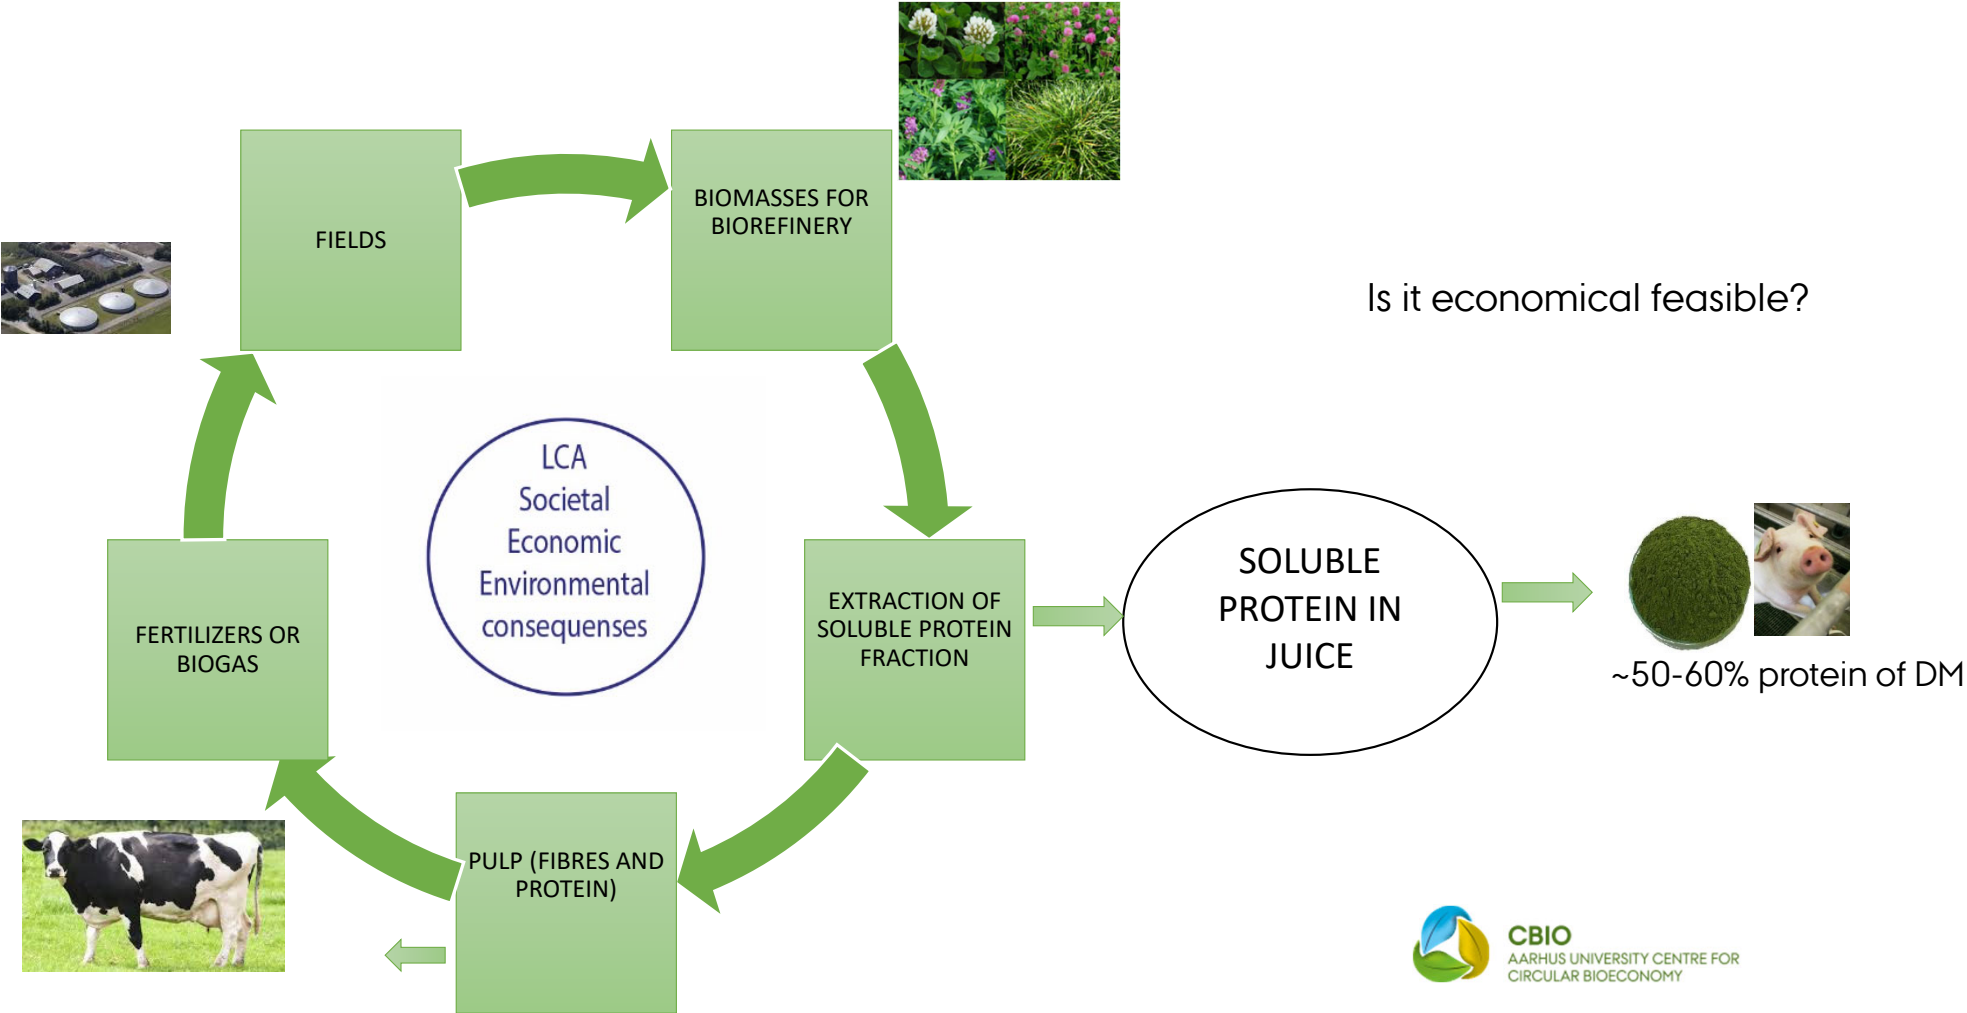 FIELDS
BIOMASSES FOR
BIOREFINERY
Is it economical feasible?
LCA
Societal
Economic
Environmental
consequenses
EXTRACTION OF
SOLUBLE PROTEIN
FRACTION
SOLUBLE
PROTEIN IN
JUICE
~50-60% protein of DM
FERTILIZERS OR
BIOGAS
PULP (FIBRES AND
PROTEIN)
CBIO
AARHUS UNIVERSITY CENTRE FOR
CIRCULAR BIOECONOMY